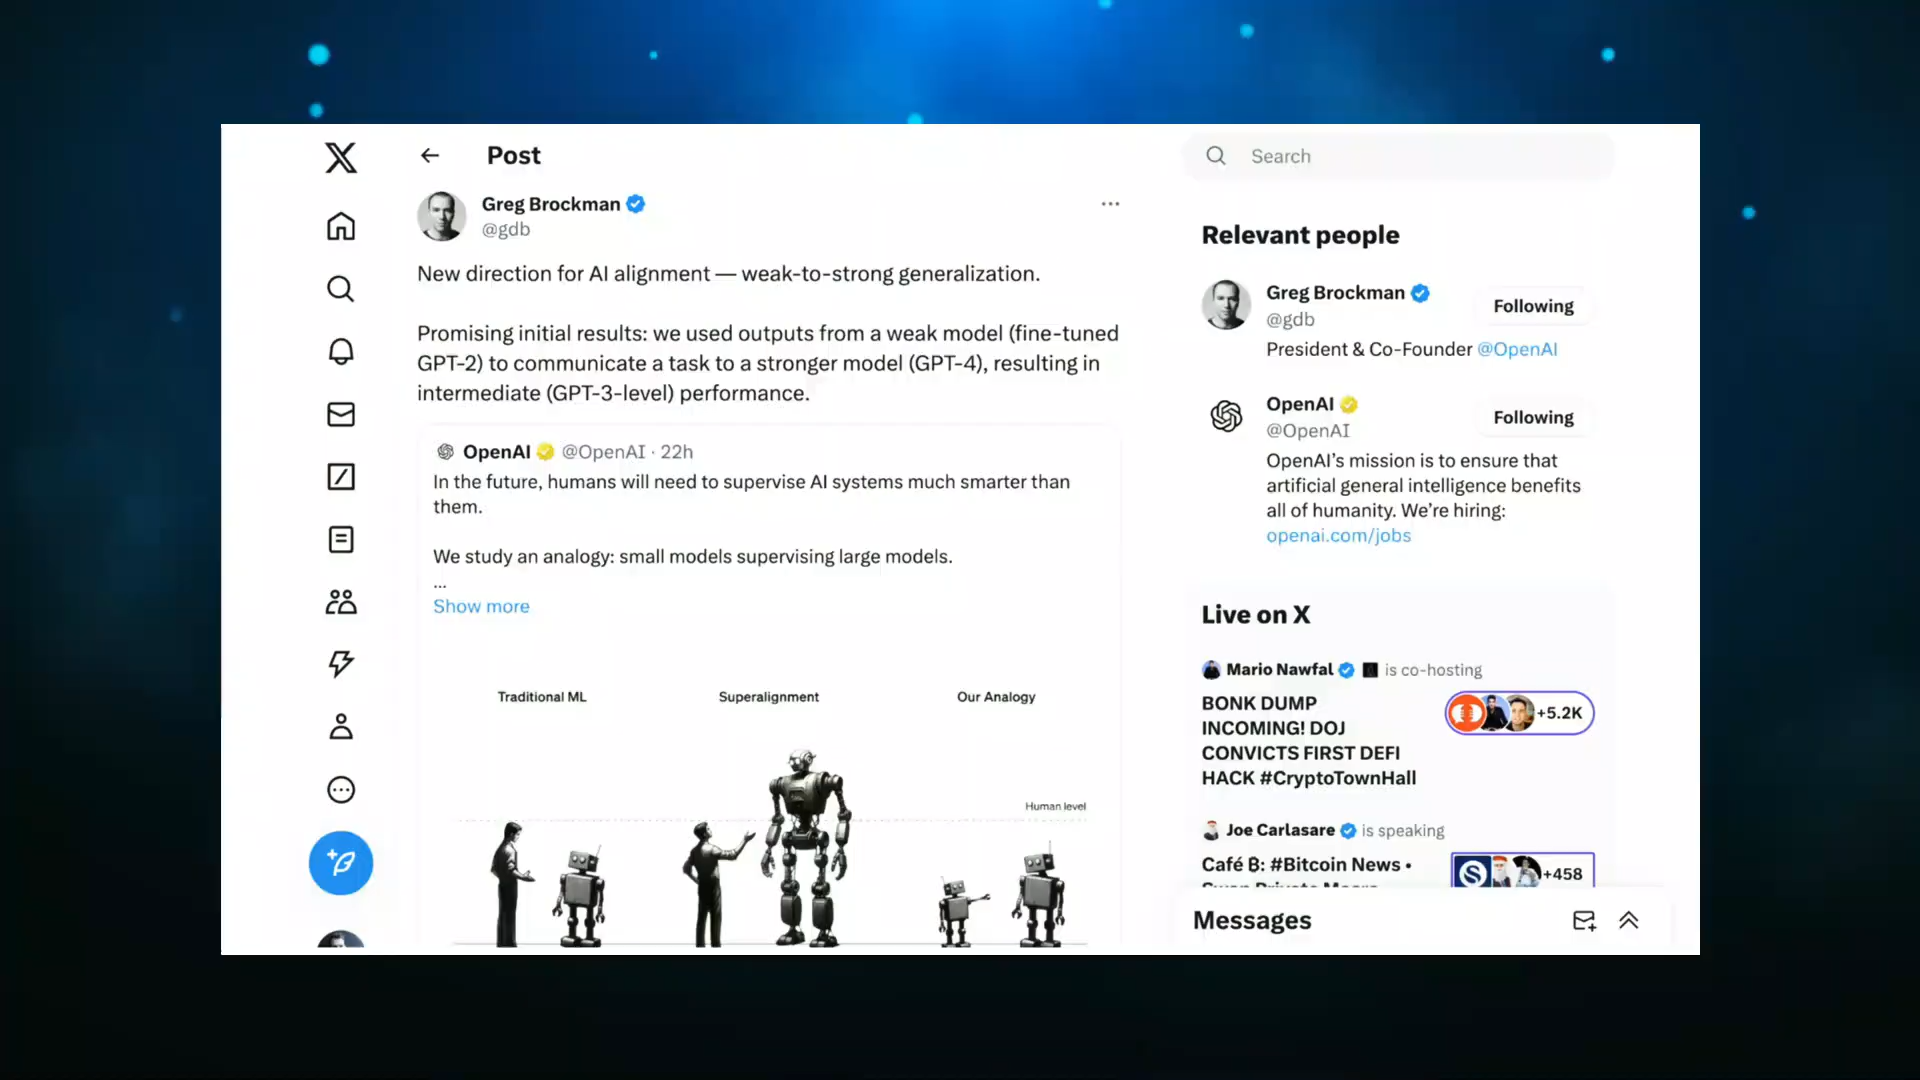 Post
Greg Brockman
@gdb
New direction for AI alignment — weak-to-strong generalization.
Promising initial results: we used outputs from a weak model (fine-tuned
GPT-2) to communicate a task to a stronger model (GPT-4), resulting in
intermediate (GPT-3-level) performance.
OpenAI @OpenAI · 22h
In the future, humans will need to supervise AI systems much smarter than
them.
We study an analogy: small models supervising large models.
...
Show more
Traditional ML
Superalignment
Our Analogy
Human level
Search
Relevant people
Greg Brockman
@gdb
Following
President & Co-Founder @OpenAI
OpenAI
@OpenAI
Following
OpenAI’s mission is to ensure that
artificial general intelligence benefits
all of humanity. We’re hiring:
openai.com/jobs
Live on X
Mario Nawfal is co-hosting
BONK DUMP
INCOMING! DOJ
CONVICTS FIRST DEFI
HACK #CryptoTownHall
+5.2K
Joe Carlasare is speaking
Café ₿: #Bitcoin News •
+458
Messages